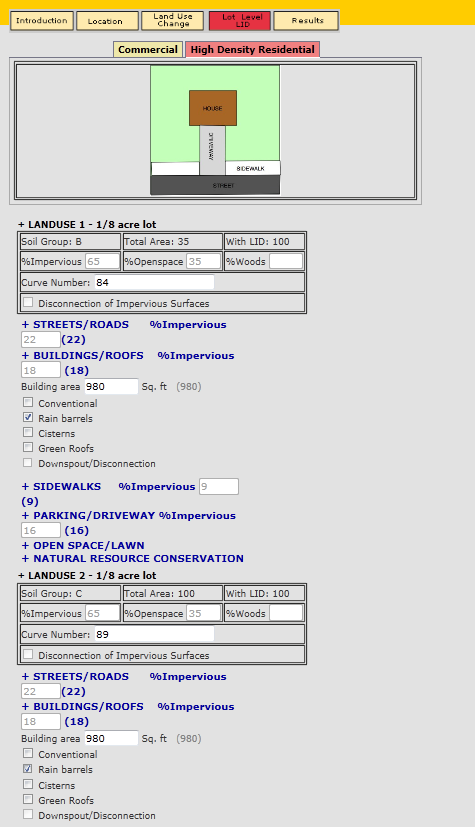 Introduction Location Land Use Change Lot Level LID Results
Commercial High Density Residential
HOUSE
DRIVEWAY
SIDEWALK
STREET
+ LANDUSE 1 - 1/8 acre lot
Soil Group: B Total Area: 35 With LID: 100
%Impervious 65 %Openspace 35 %Woods
Curve Number: 84
Disconnection of Impervious Surfaces
+ STREETS/ROADS %Impervious
22 (22)
+ BUILDINGS/ROOFS %Impervious
18 (18)
Building area 980 Sq. ft (980)
Conventional
Rain barrels
Cisterns
Green Roofs
Downspout/Disconnection
+ SIDEWALKS %Impervious 9
(9)
+ PARKING/DRIVEWAY %Impervious
16 (16)
+ OPEN SPACE/LAWN
+ NATURAL RESOURCE CONSERVATION
+ LANDUSE 2 - 1/8 acre lot
Soil Group: C Total Area: 100 With LID: 100
%Impervious 65 %Openspace 35 %Woods
Curve Number: 89
Disconnection of Impervious Surfaces
+ STREETS/ROADS %Impervious
22 (22)
+ BUILDINGS/ROOFS %Impervious
18 (18)
Building area 980 Sq. ft (980)
Conventional
Rain barrels
Cisterns
Green Roofs
Downspout/Disconnection